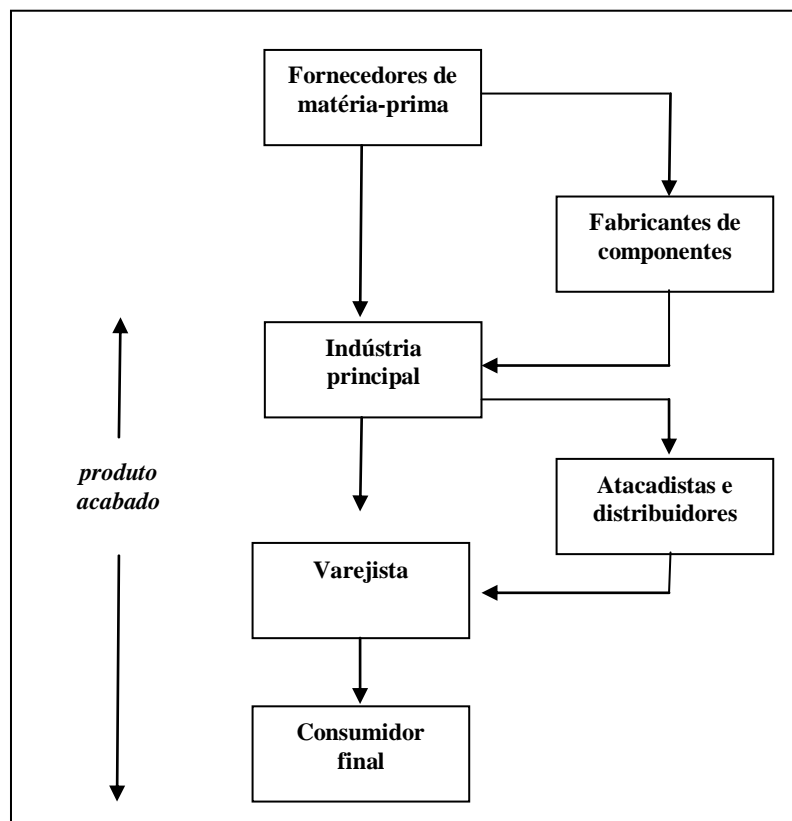 Fornecedores de
matéria-prima
Fabricantes de
componentes
Indústria
principal
produto
acabado
Atacadistas e
distribuidores
Varejista
Consumidor
final